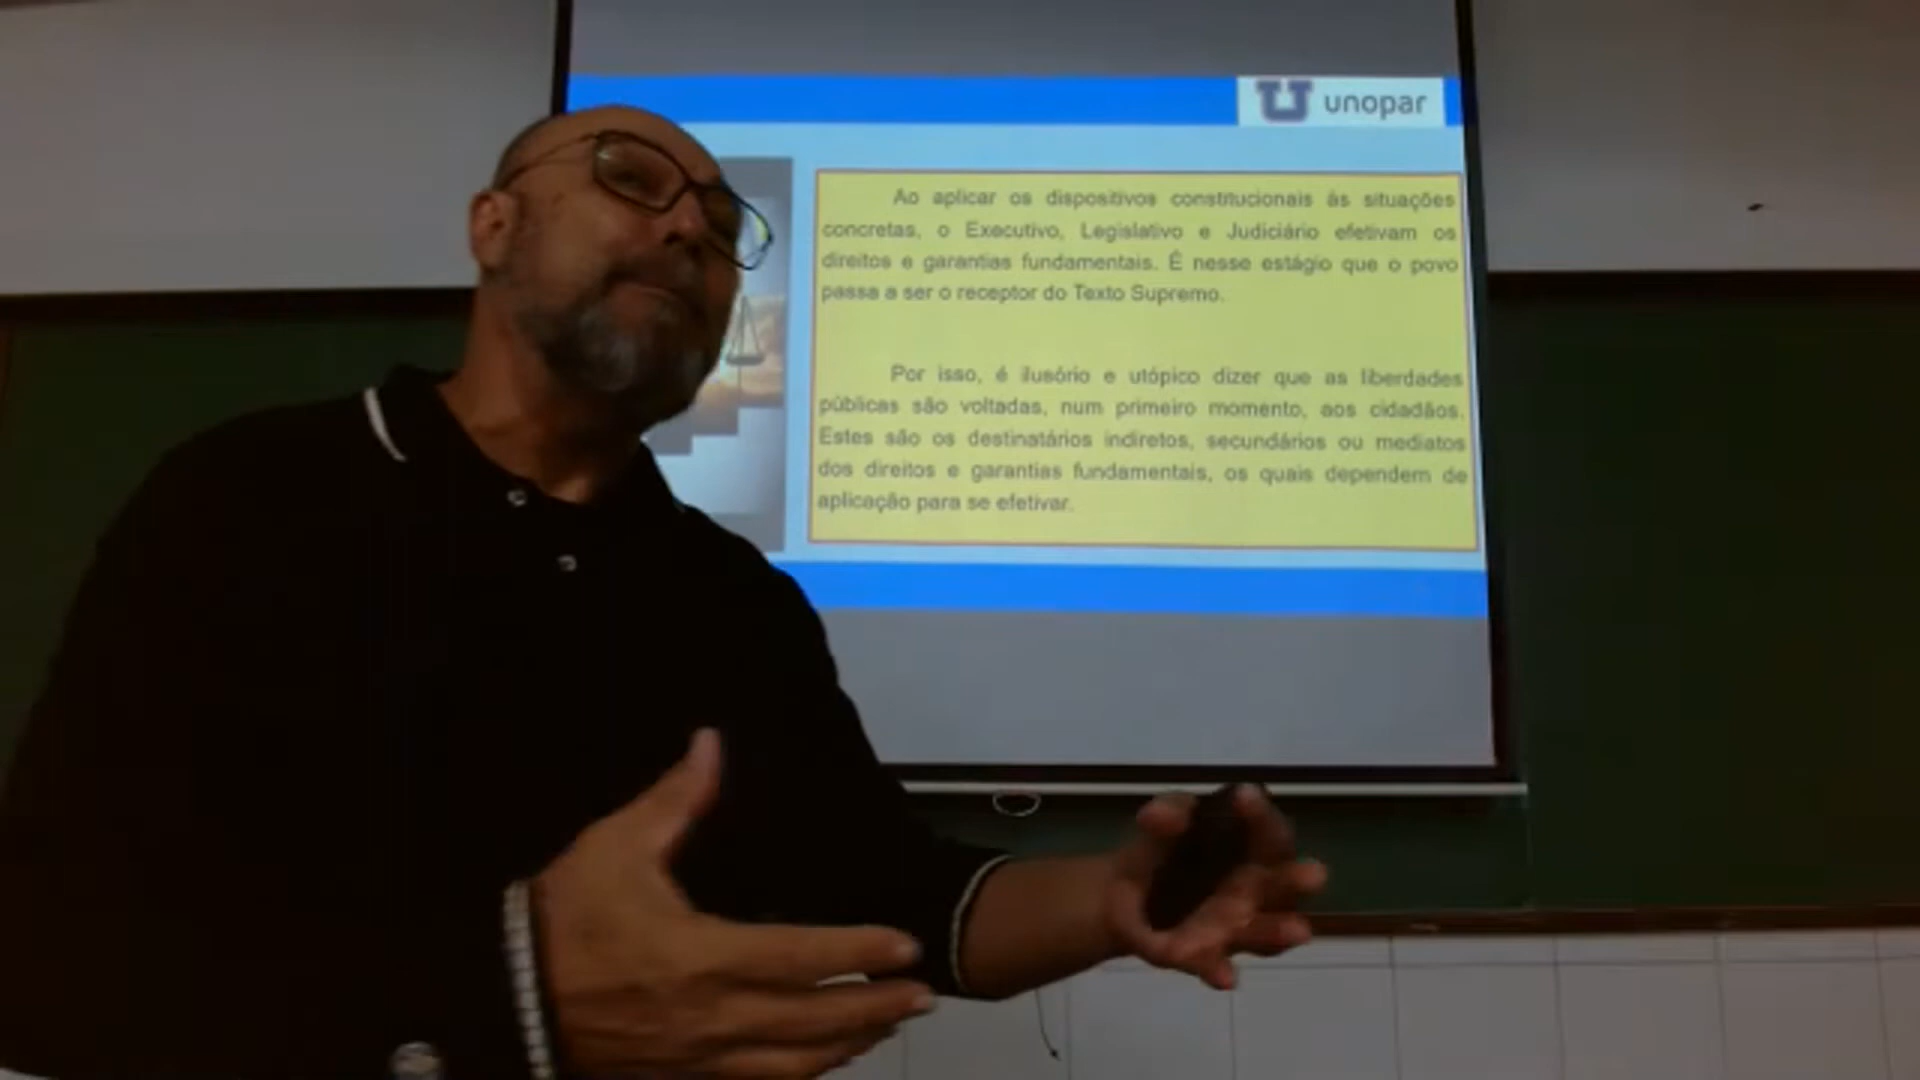 U unopar
Ao aplicar os dispositivos constitucionais às situações
concretas, o Executivo, Legislativo e Judiciário efetivam os
direitos e garantias fundamentais. É nesse estágio que o povo
passa a ser o receptor do Texto Supremo.
Por isso, é ilusório e utópico dizer que as liberdades
públicas são voltadas, num primeiro momento, aos cidadãos.
Estes são os destinatários indiretos, secundários ou mediatos
dos direitos e garantias fundamentais, os quais dependem de
aplicação para se efetivar.